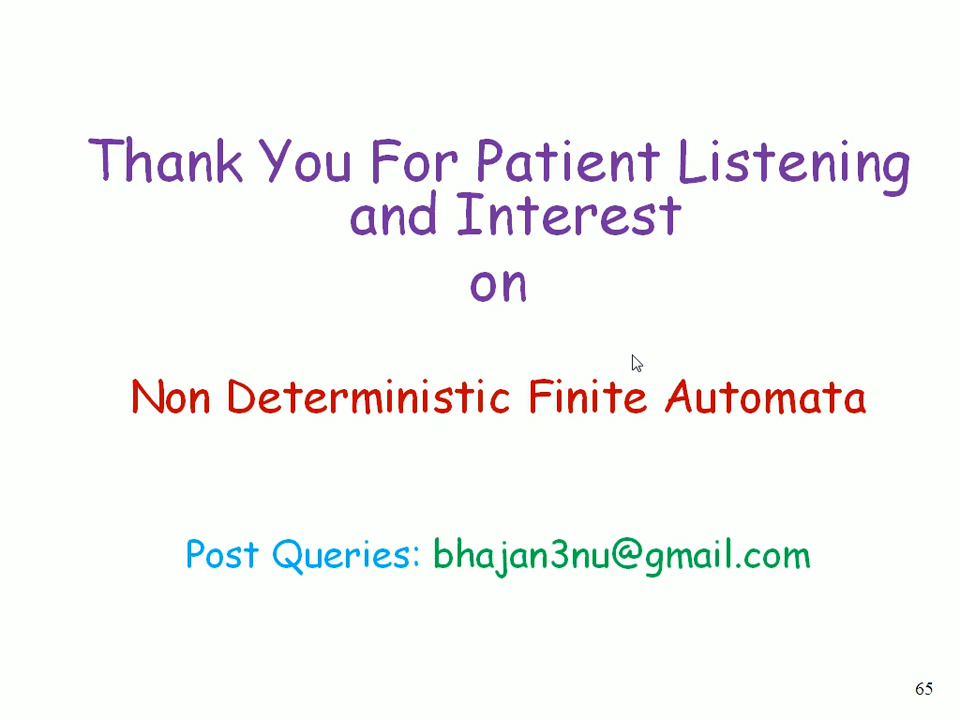 Thank You For Patient Listening
and Interest
on
Non Deterministic Finite Automata
Post Queries: bhajan3nu@gmail.com
65